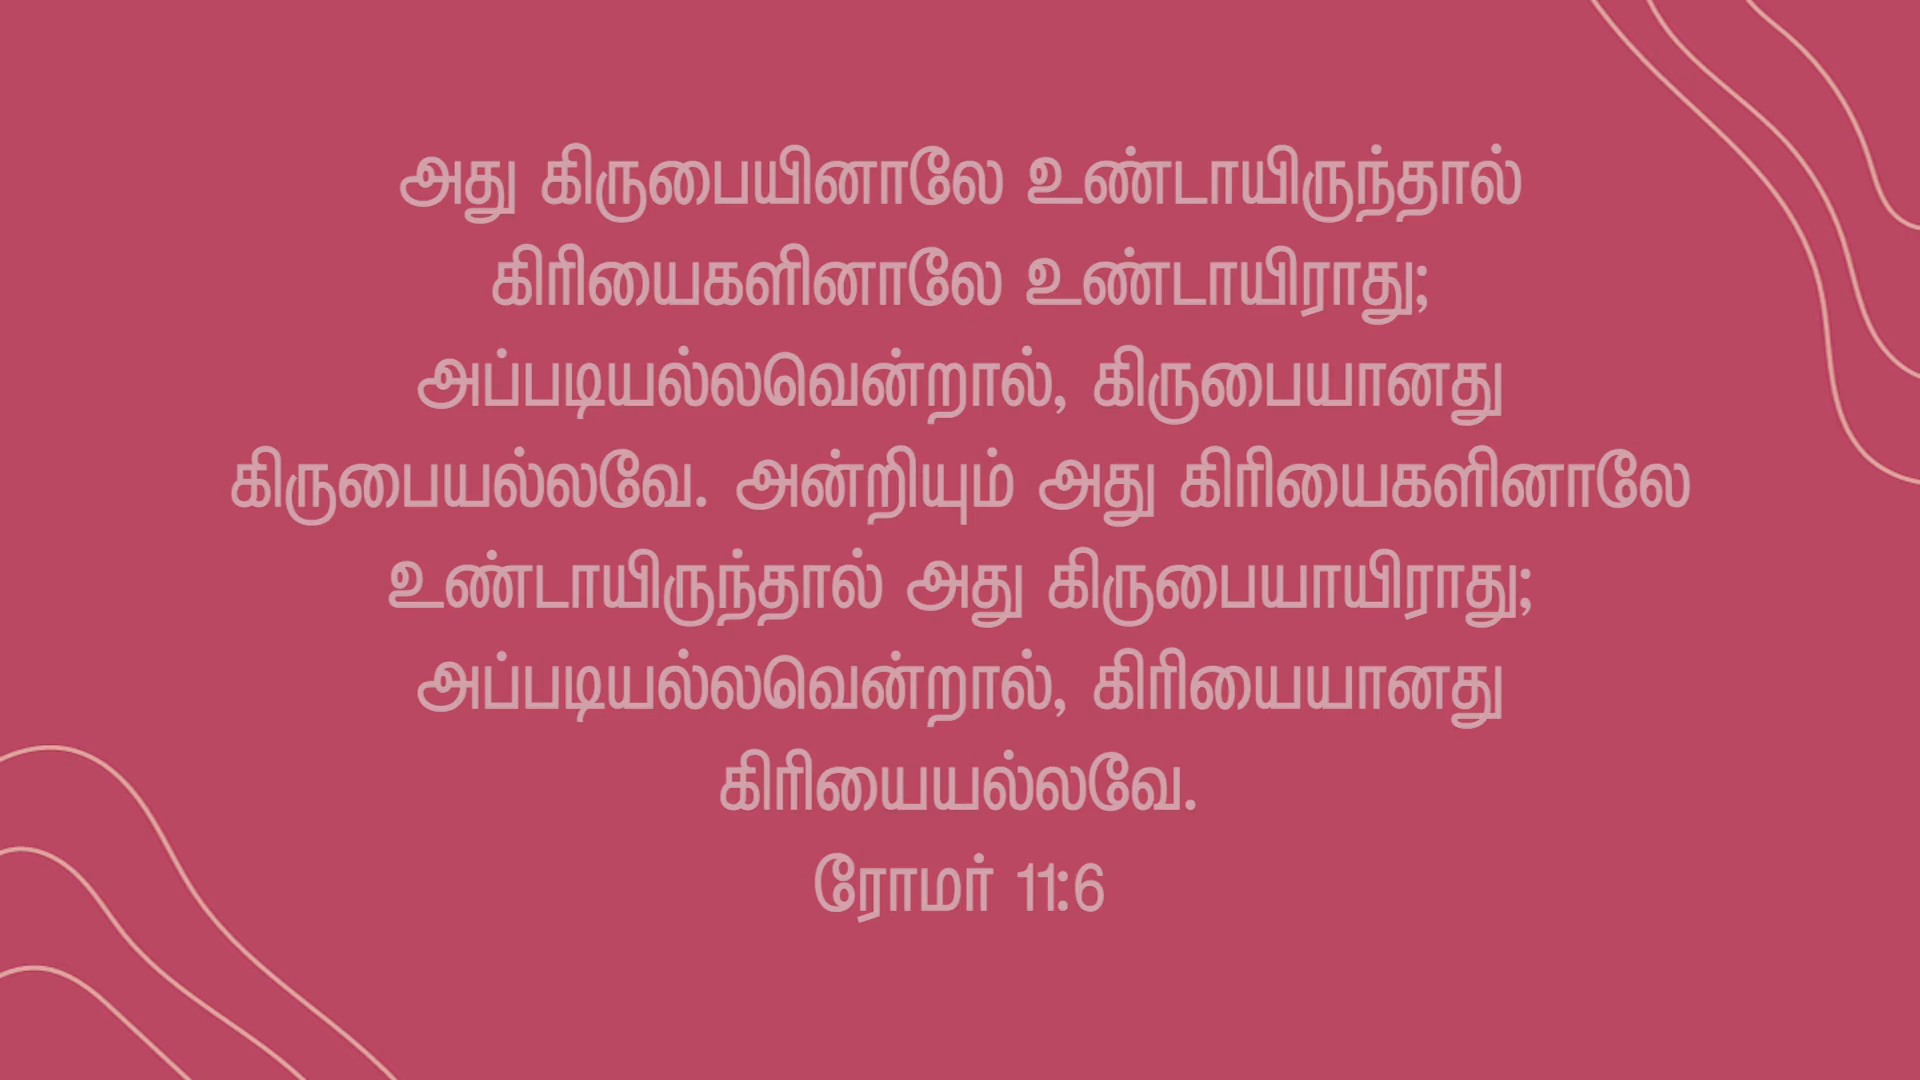 அது கிருபையினாலே உண்டாயிருந்தால்
கிரியைகளினாலே உண்டாயிராது;
அப்படியல்லவென்றால், கிருபையானது
கிருபையல்லவே. அன்றியும் அது கிரியைகளினாலே
உண்டாயிருந்தால் அது கிருபையாயிராது;
அப்படியல்லவென்றால், கிரியையானது
கிரியையல்லவே.
ரோமர் 11:6